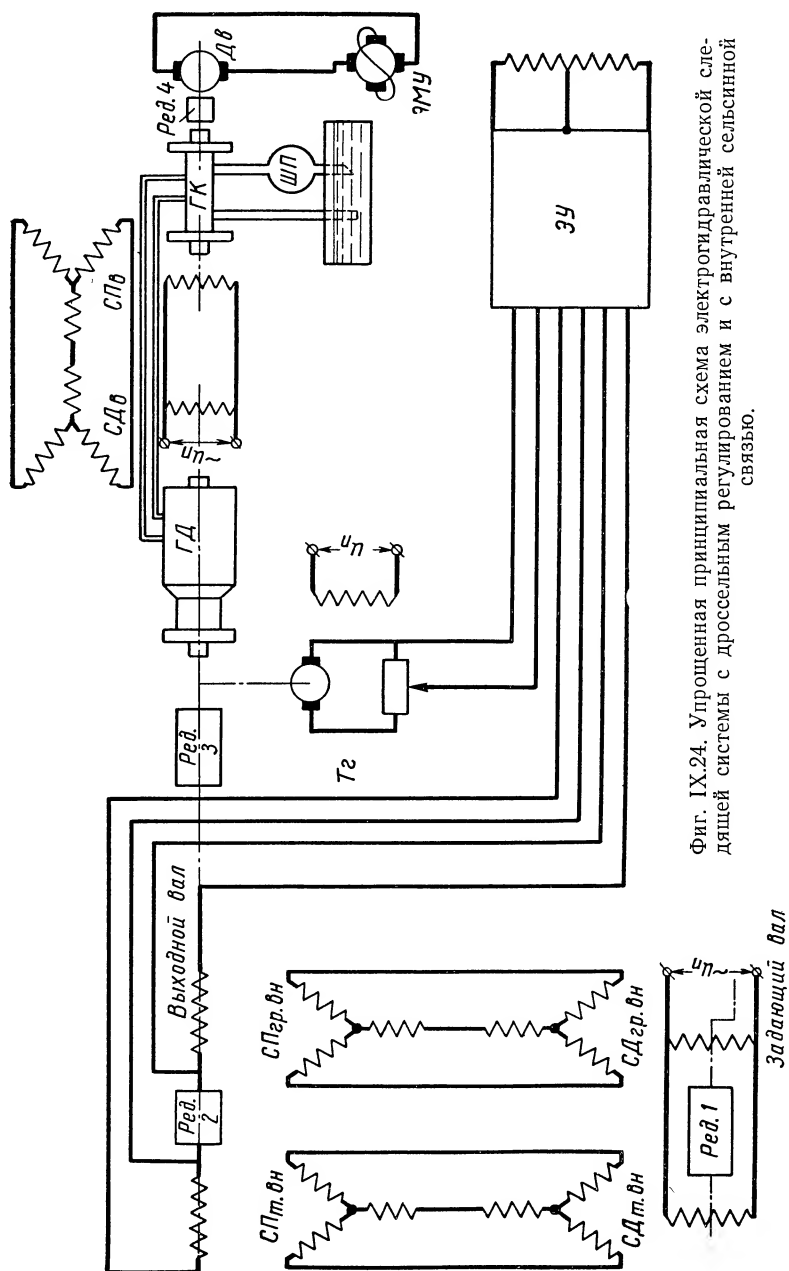 СДв
СПв
Ред. 4
Дв
ГК
ШП
ЭМУ
~Uп
ГД
Uп
Ред.
3
Тг
ЭУ
Выходной вал
Ред.
2
СПт.вн
СПгр.вн
СДт.вн
СДгр.вн
Ред. 1
~Uп
Задающий вал
Фиг. IX.24. Упрощенная принципиальная схема электрогидравлической сле-
дящей системы с дроссельным регулированием и с внутренней сельсинной
связью.